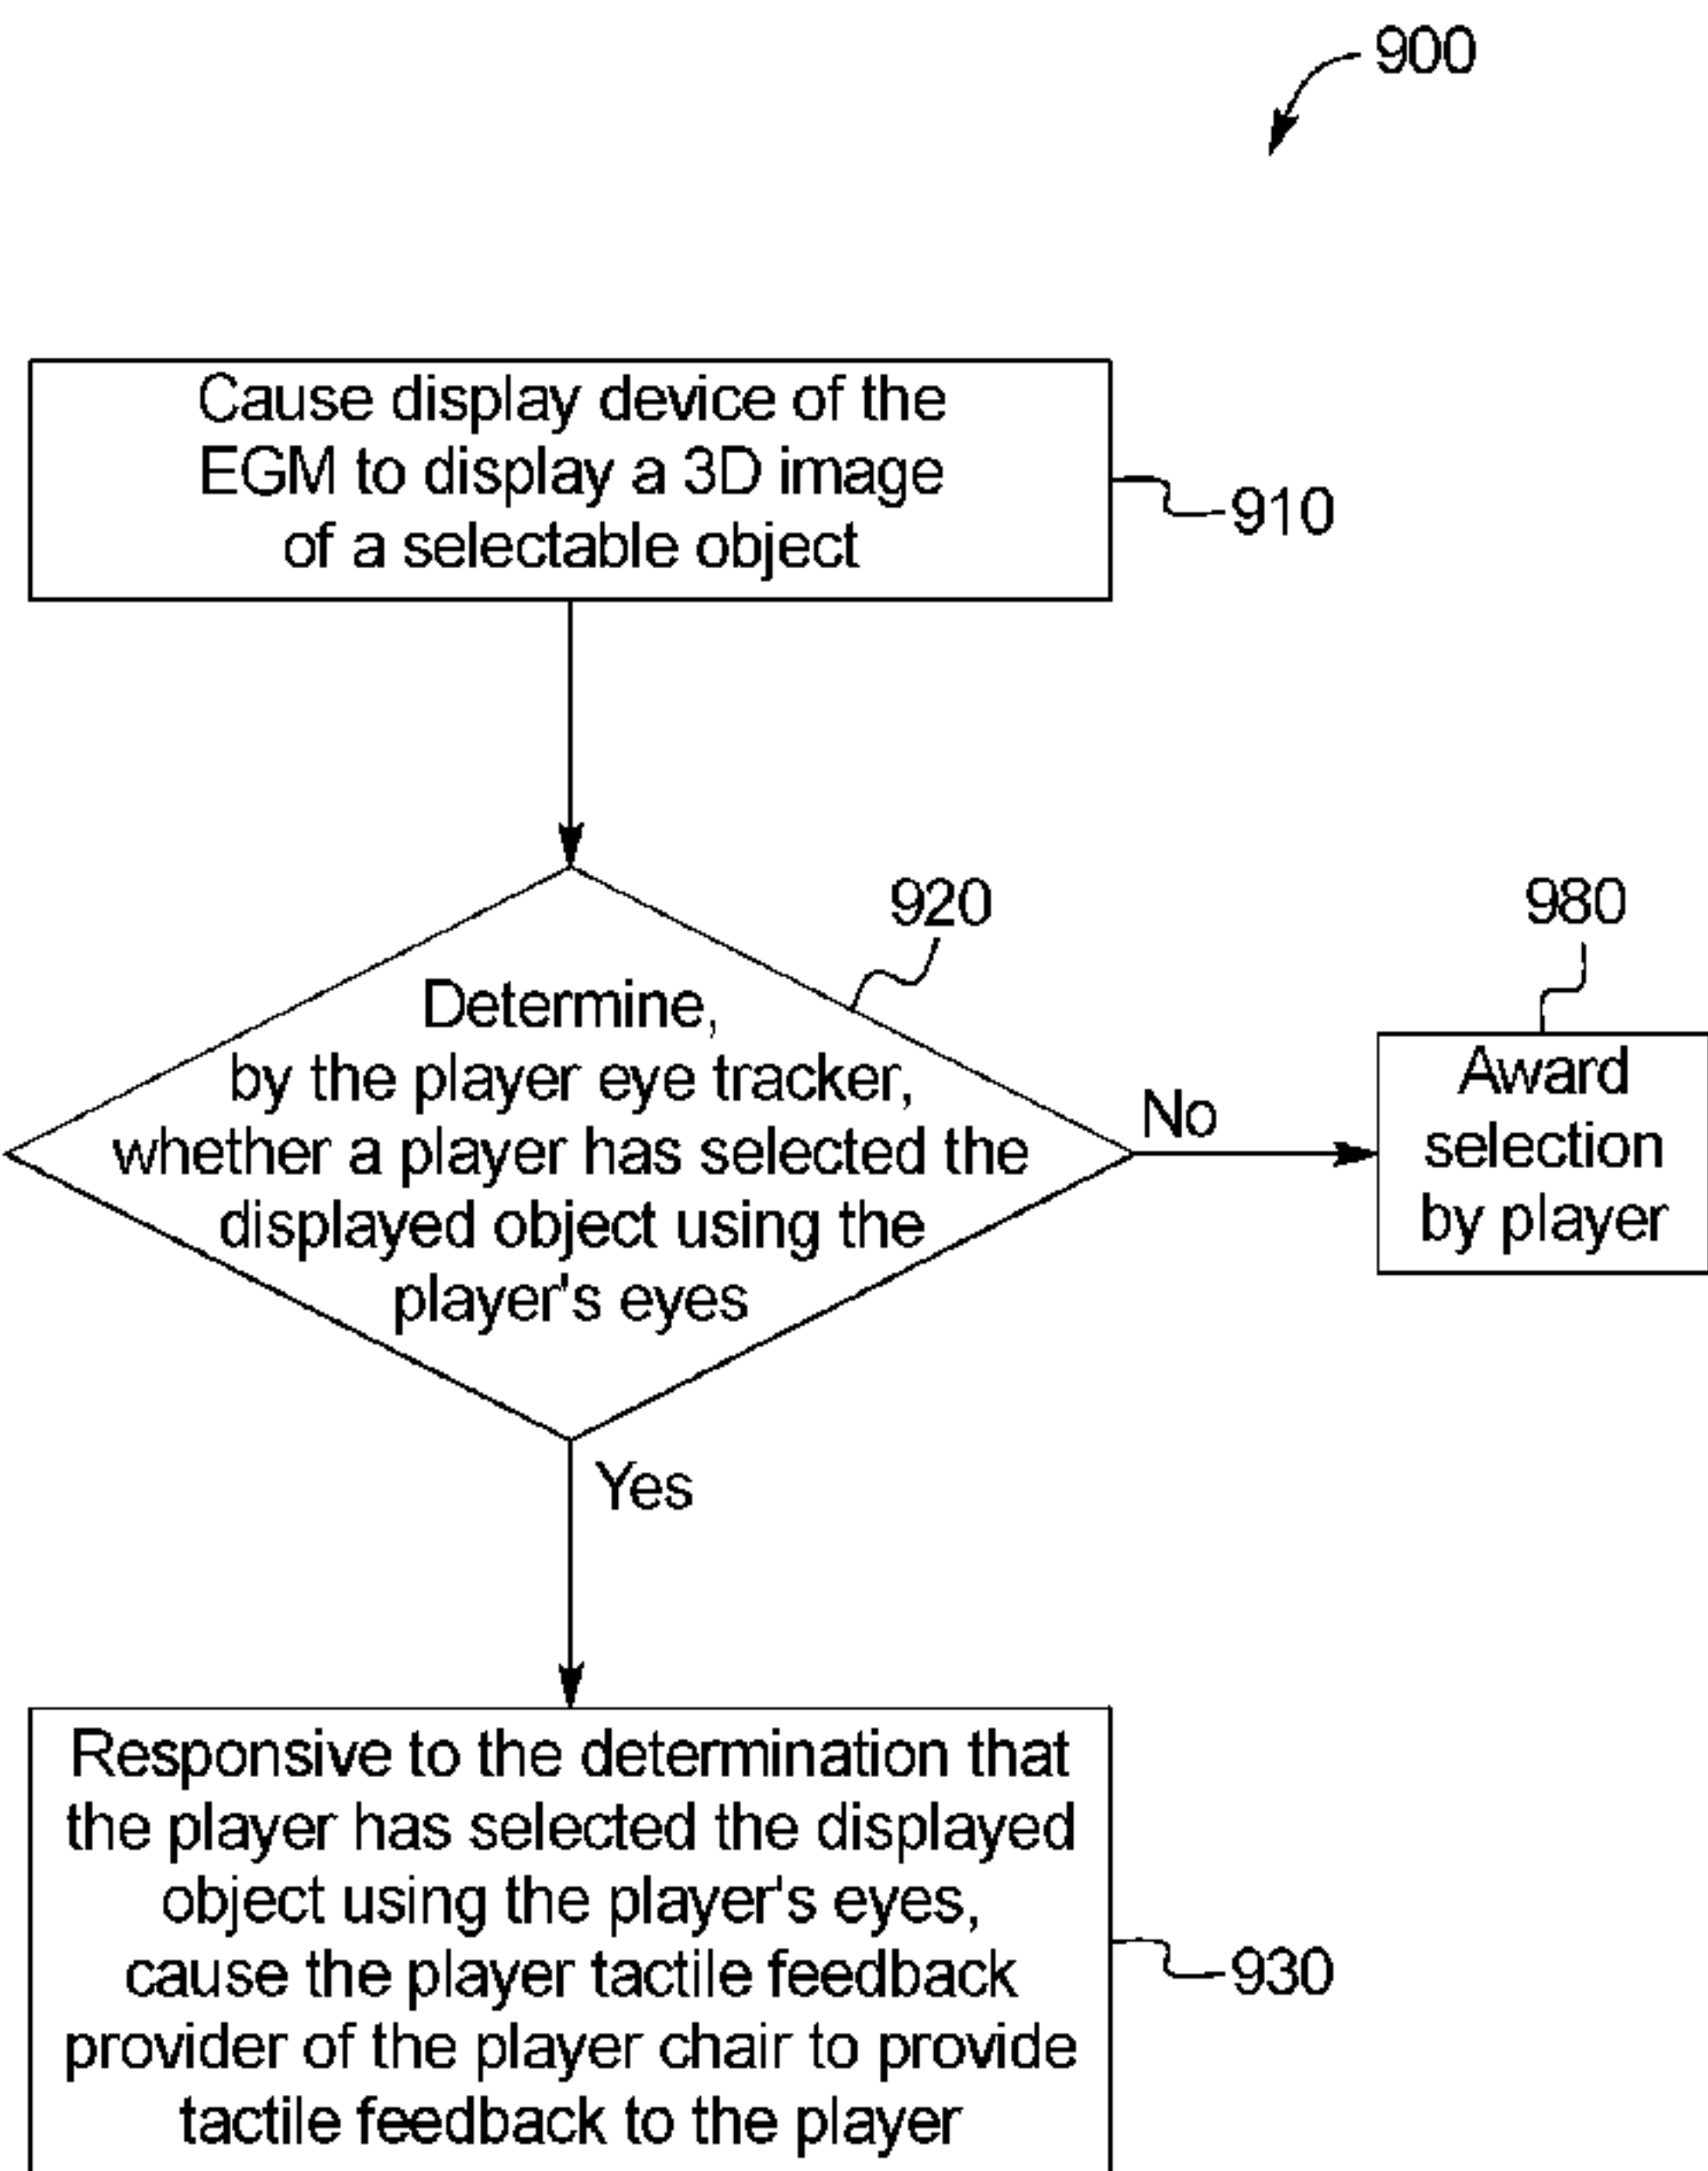 900
Cause display device of the
EGM to display a 3D image
of a selectable object
910
920
Determine,
by the player eye tracker,
whether a player has selected the
displayed object using the
player's eyes
No
980
Award
selection
by player
Yes
Responsive to the determination that
the player has selected the displayed
object using the player's eyes,
cause the player tactile feedback
provider of the player chair to provide
tactile feedback to the player
930